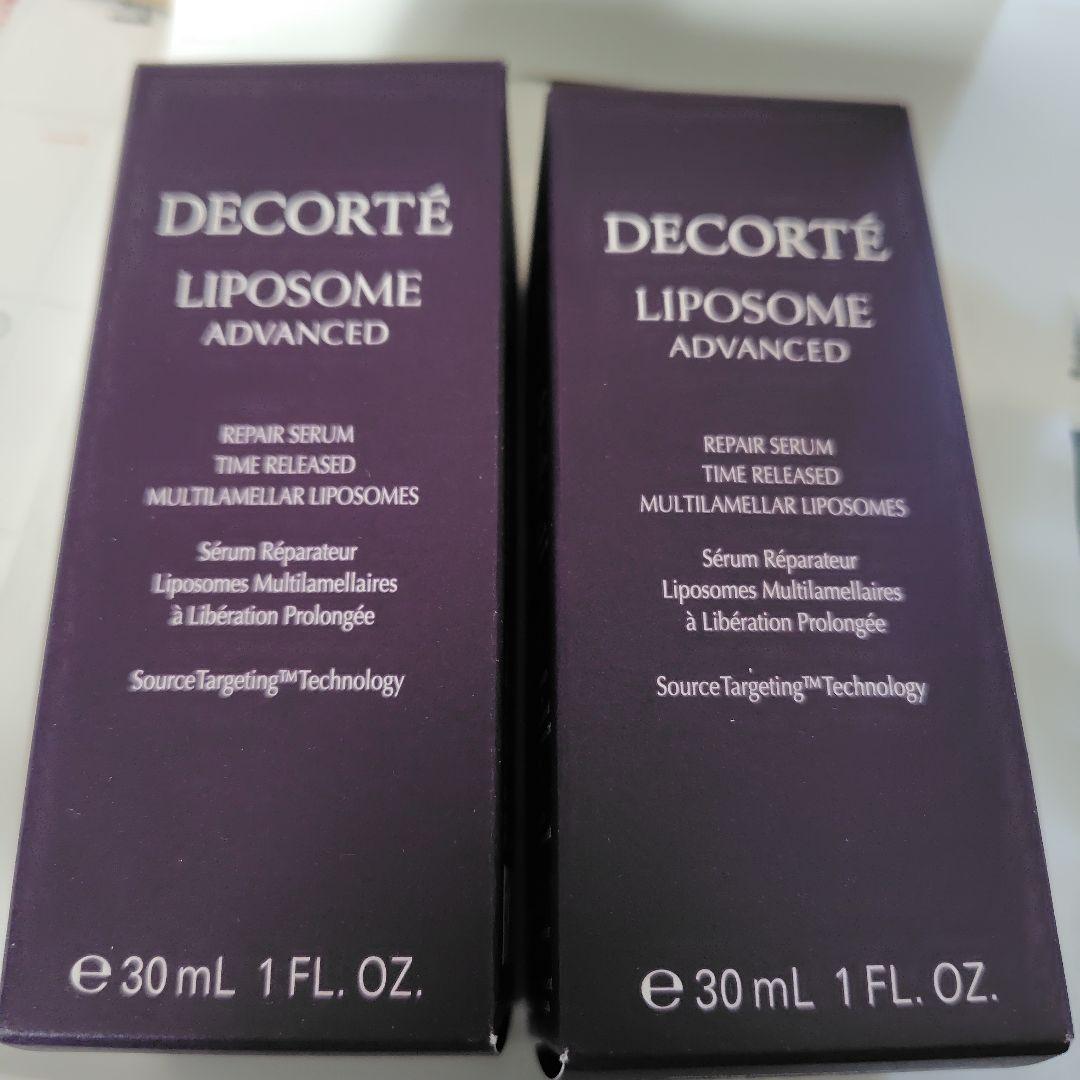 DECORTÉ
LIPOSOME
ADVANCED
REPAIR SERUM
TIME RELEASED
MULTILAMELLAR LIPOSOMES
Sérum Réparateur
Liposomes Multilamellaires
à Libération Prolongée
SourceTargeting™Technology
℮30 mL 1 FL. OZ.
DECORTÉ
LIPOSOME
ADVANCED
REPAIR SERUM
TIME RELEASED
MULTILAMELLAR LIPOSOMES
Sérum Réparateur
Liposomes Multilamellaires
à Libération Prolongée
SourceTargeting™Technology
℮30 mL 1 FL. OZ.